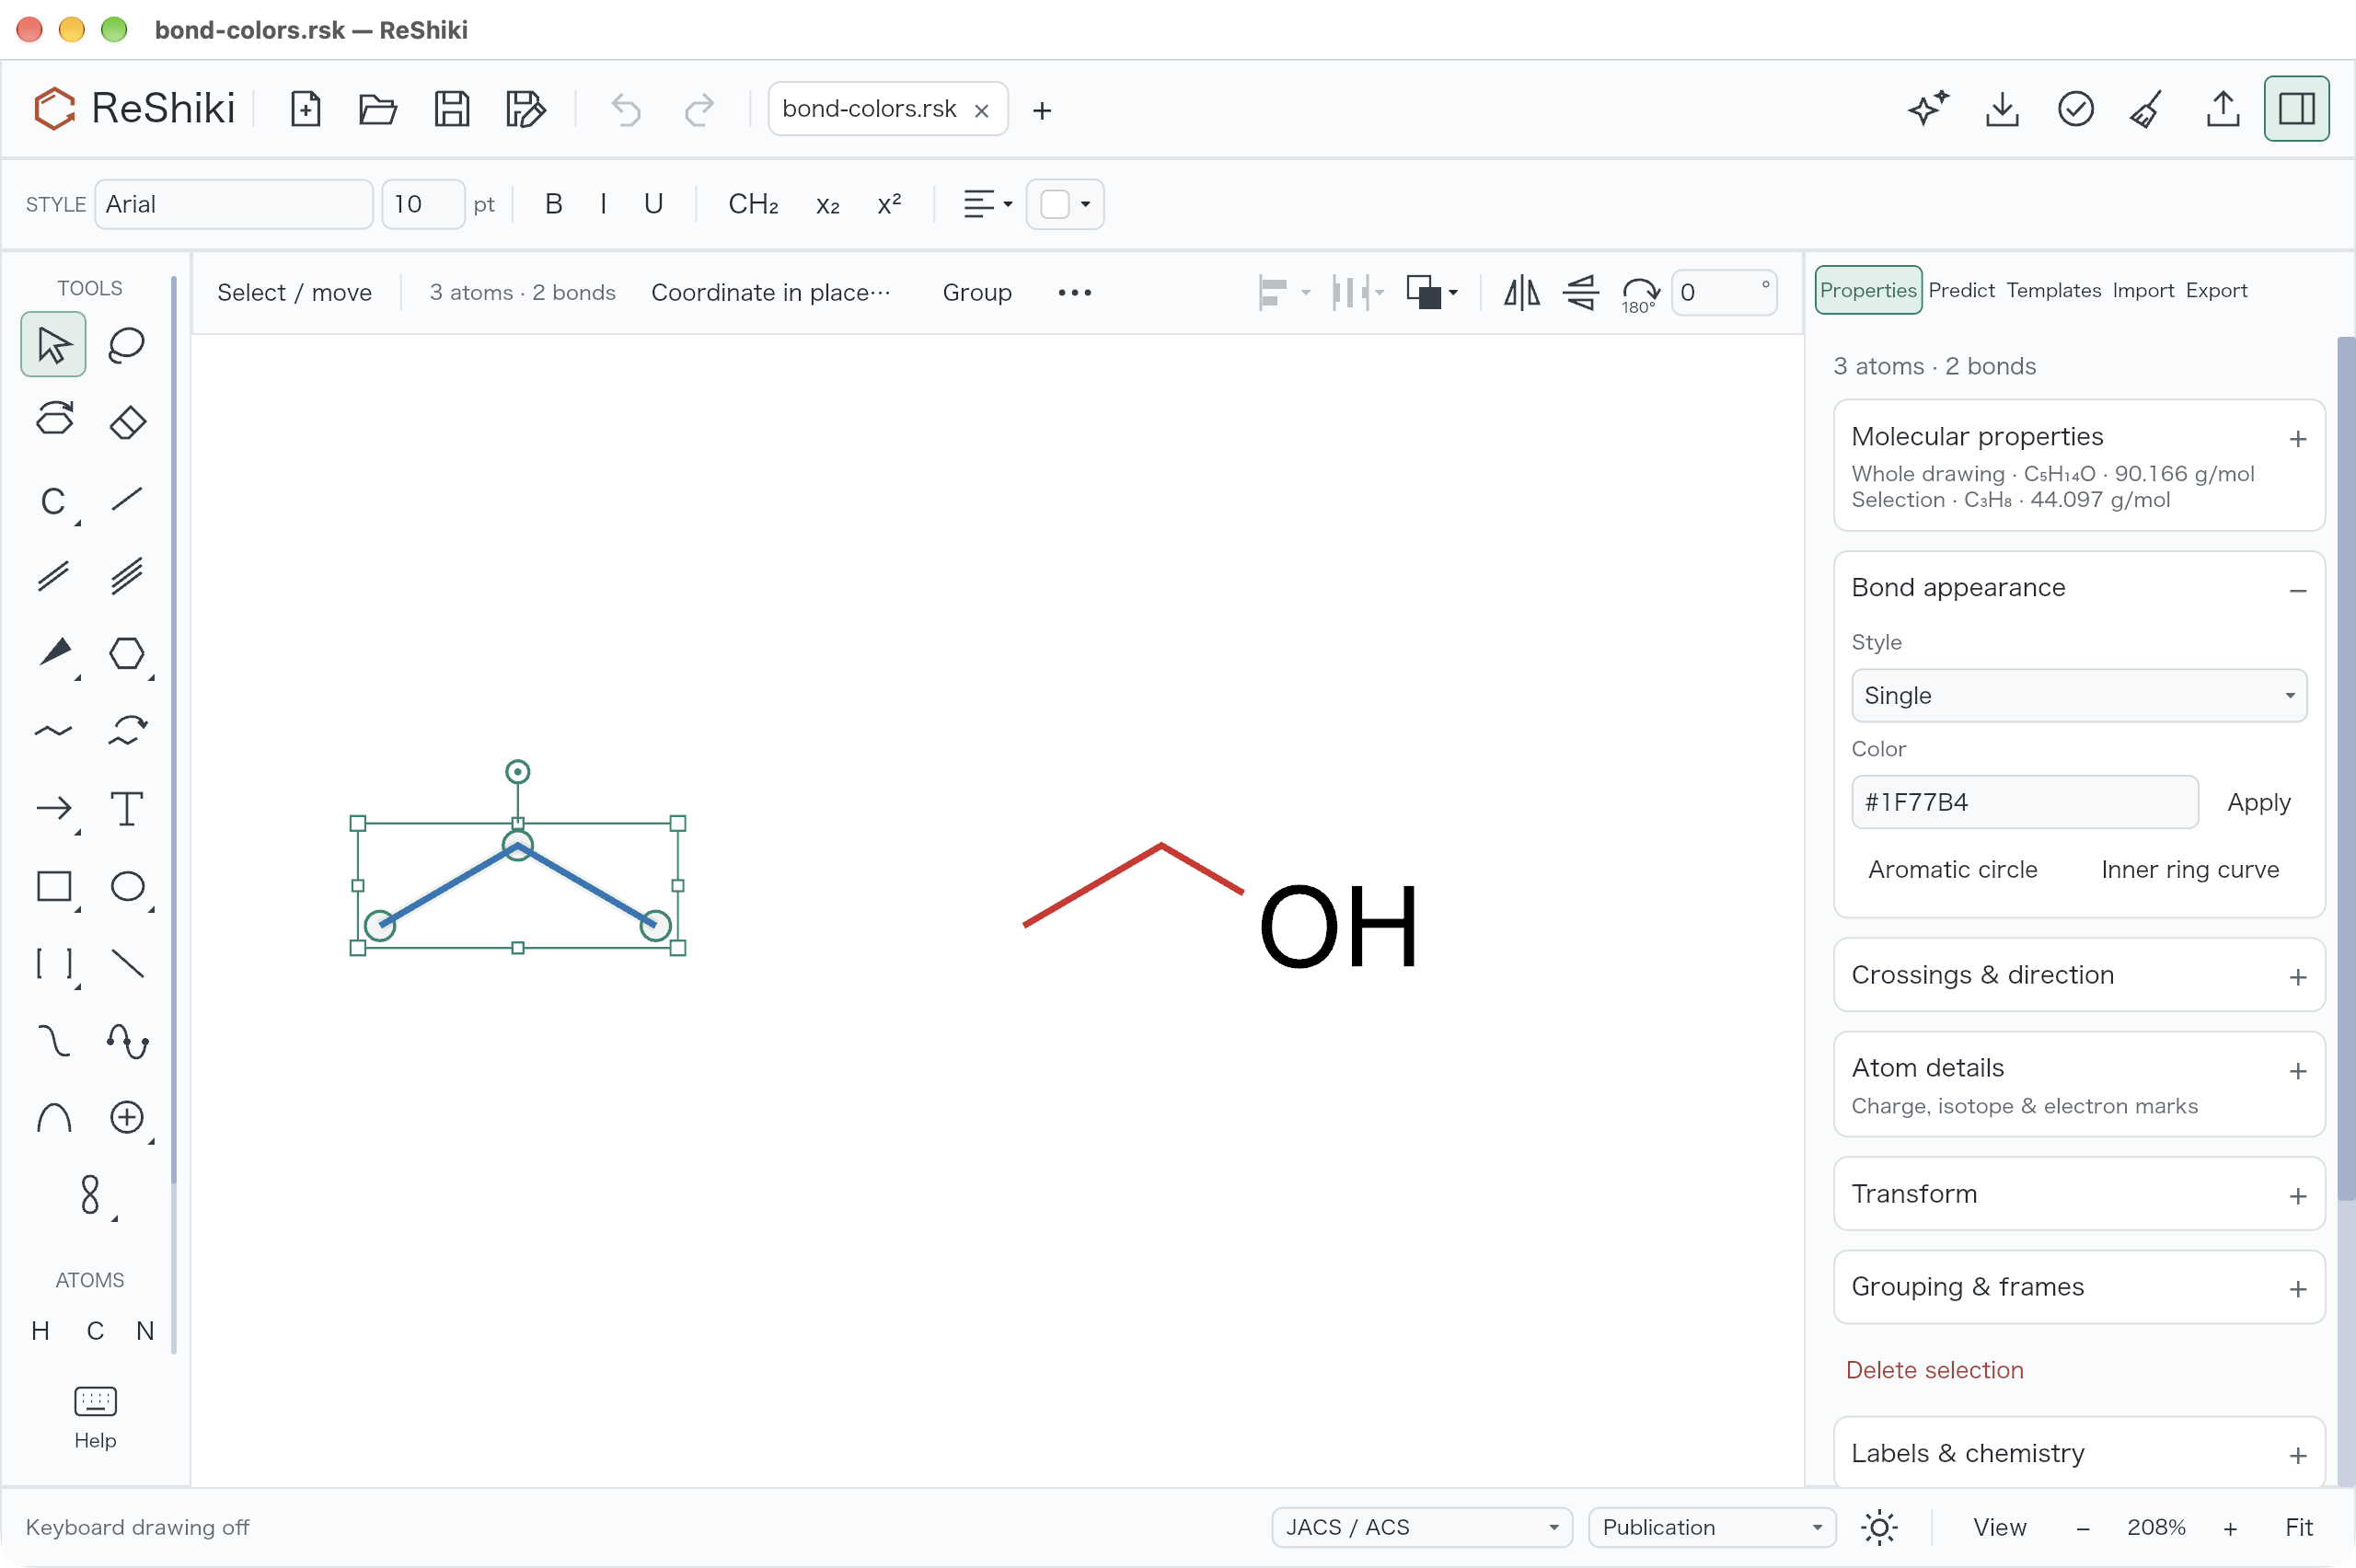 bond-colors.rsk — ReShiki
ReShiki
bond-colors.rsk × +
STYLE Arial 10 pt B I U CH₂ x₂ x²
TOOLS
Select / move 3 atoms · 2 bonds Coordinate in place… Group
180° 0 °
Properties Predict Templates Import Export
C
T
3 atoms · 2 bonds
Molecular properties +
Whole drawing · C₅H₁₄O · 90.166 g/mol
Selection · C₃H₈ · 44.097 g/mol
Bond appearance −
Style
Single
Color
#1F77B4 Apply
Aromatic circle Inner ring curve
OH
Crossings & direction +
Atom details +
Charge, isotope & electron marks
Transform +
Grouping & frames +
Delete selection
Labels & chemistry +
ATOMS
H C N
Help
Keyboard drawing off
JACS / ACS Publication View − 208% + Fit